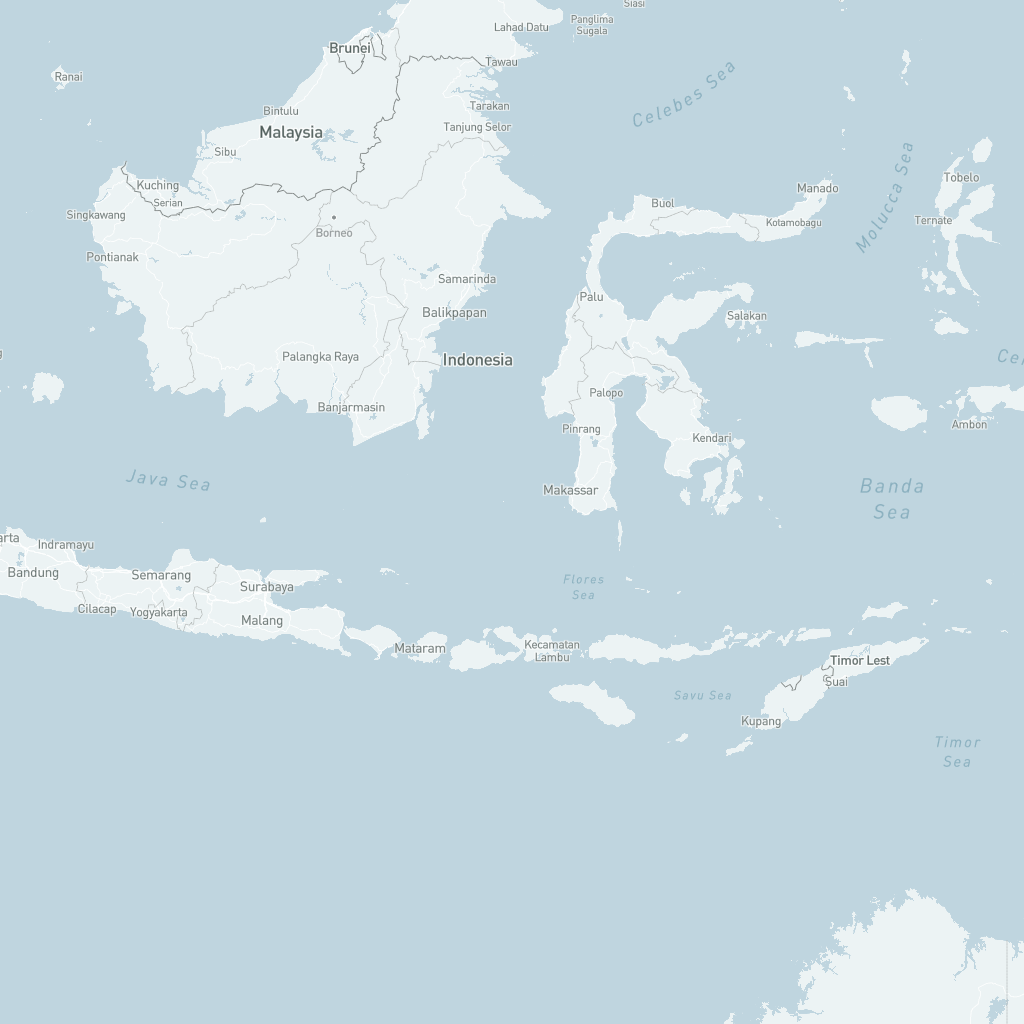 Siasi
Panglima
Sugala
Lahad Datu
Brunei
Tawau
Ranai
Celebes Sea
Tarakan
Bintulu
Tanjung Selor
Malaysia
Sibu
Molucca Sea
Tobelo
Kuching
Manado
Serian
Buol
Singkawang
Ternate
Kotamobagu
Borneo
Pontianak
Samarinda
Palu
Balikpapan
Salakan
Palangka Raya
Indonesia
Palopo
Banjarmasin
Ambon
Pinrang
Kendari
Java Sea
Makassar
Banda
Sea
Indramayu
Bandung
Semarang
Surabaya
Flores
Sea
Cilacap
Yogyakarta
Malang
Mataram
Kecamatan
Lambu
Timor Lest
Suai
Savu Sea
Kupang
Timor
Sea